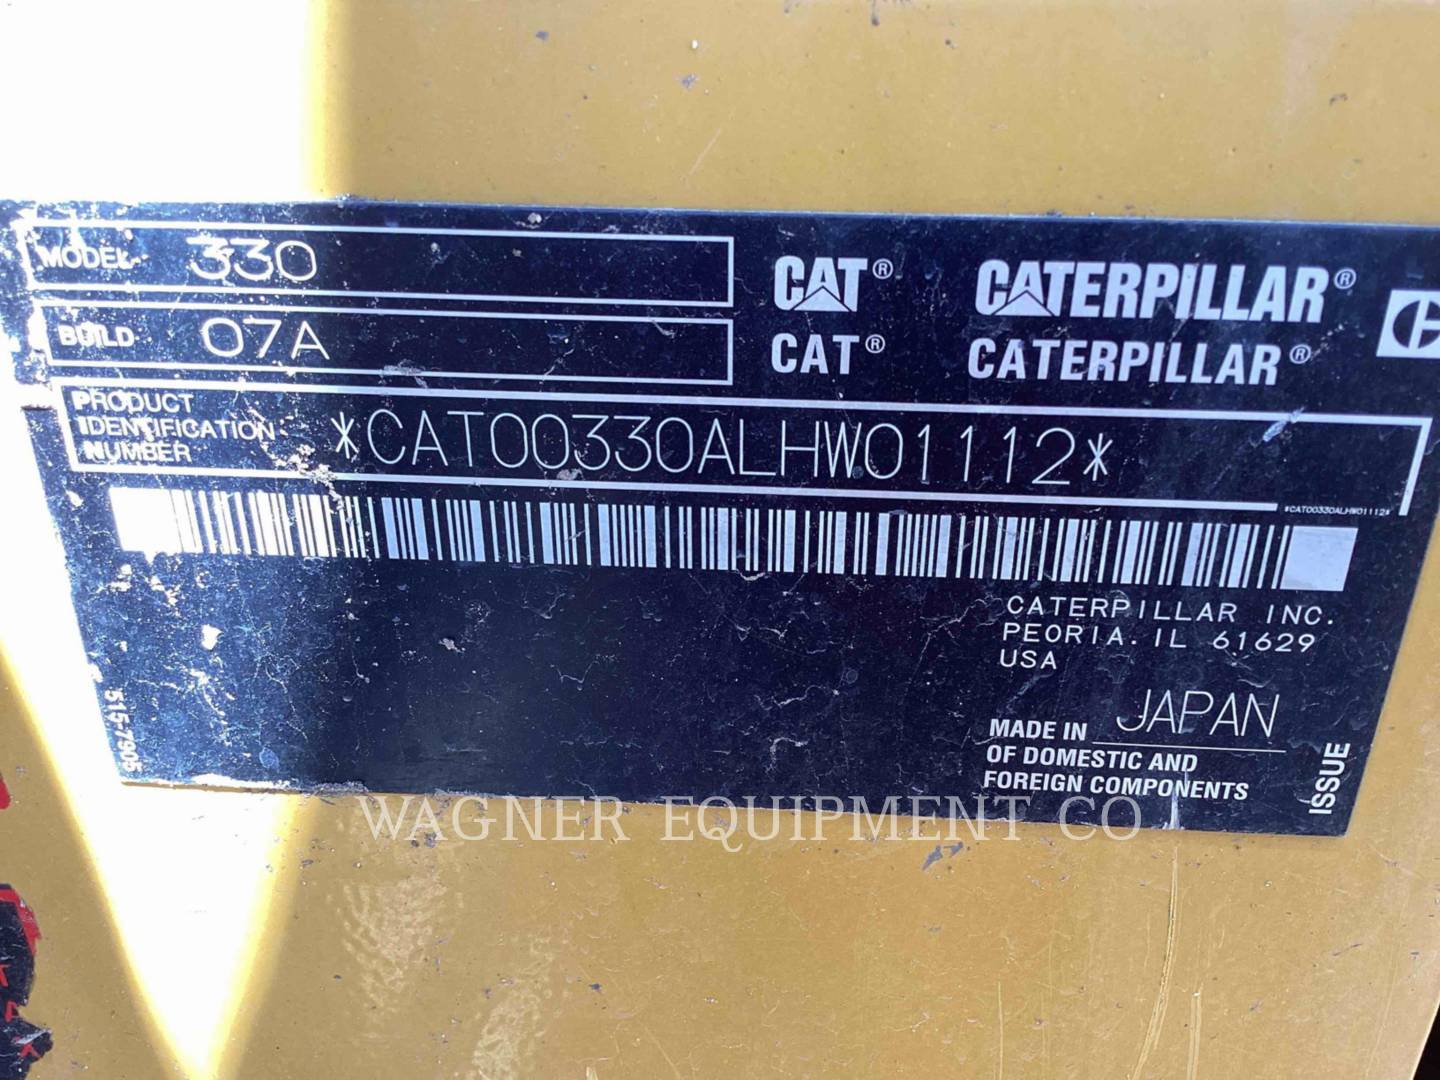 MODEL 330
BUILD 07A
CAT® CATERPILLAR®
CAT® CATERPILLAR®
PRODUCT
IDENTIFICATION
NUMBER
*CAT00330ALHW01112*
*CAT00330ALHW01112*
CATERPILLAR INC.
PEORIA. IL 61629
USA
MADE IN JAPAN
OF DOMESTIC AND
FOREIGN COMPONENTS
515-7905
ISSUE
WAGNER EQUIPMENT CO